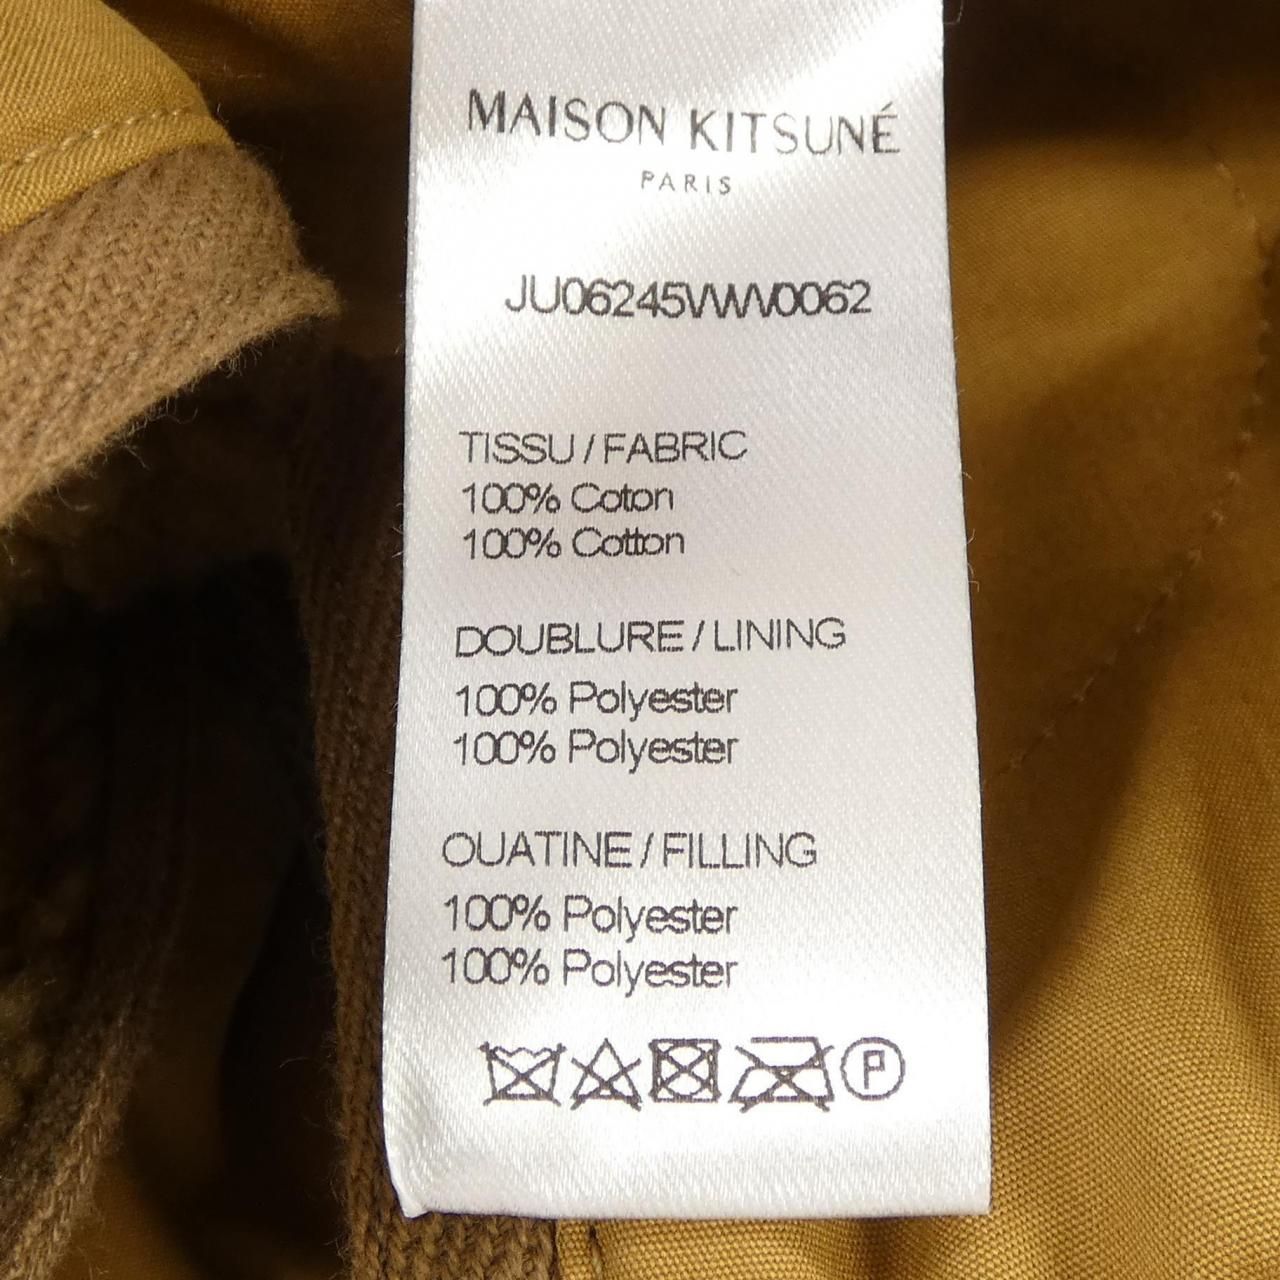 MAISON KITSUNÉ
PARIS
JU06245WW0062
TISSU / FABRIC
100% Coton
100% Cotton
DOUBLURE / LINING
100% Polyester
100% Polyester
OUATINE / FILLING
100% Polyester
100% Polyester
P